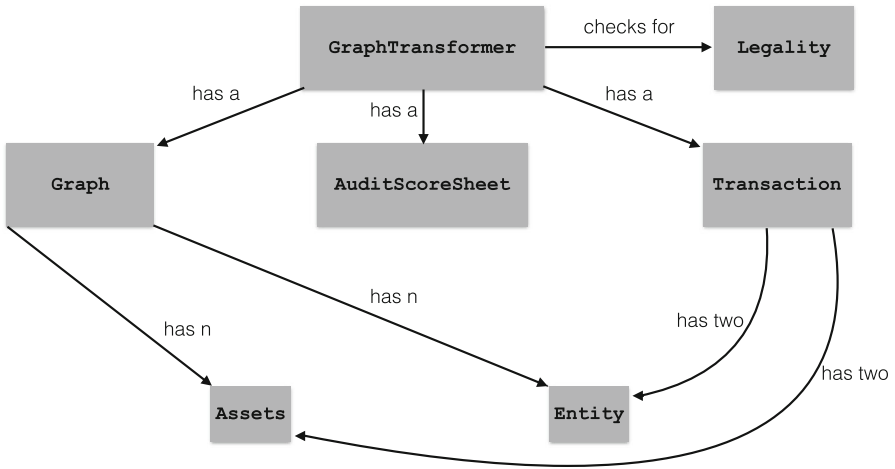 GraphTransformer
checks for
Legality
has a
has a
has a
Graph
AuditScoreSheet
Transaction
has n
has n
has two
has two
Assets
Entity